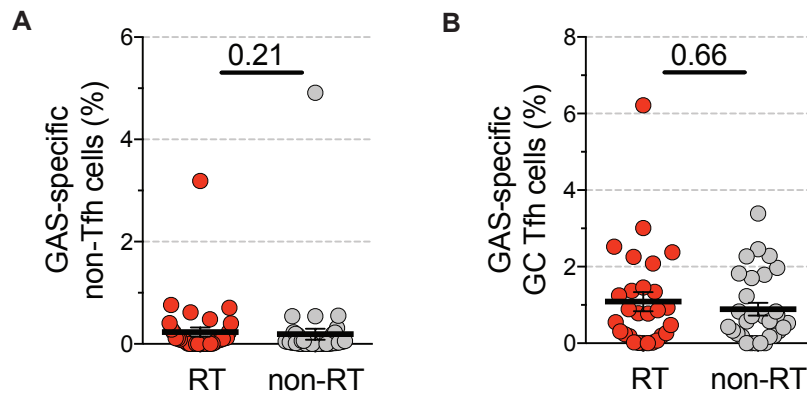 A
GAS-specific
non-Tfh cells (%)
6
4
2
0
0.21
RT
non-RT
B
GAS-specific
GC Tfh cells (%)
8
6
4
2
0
0.66
RT
non-RT